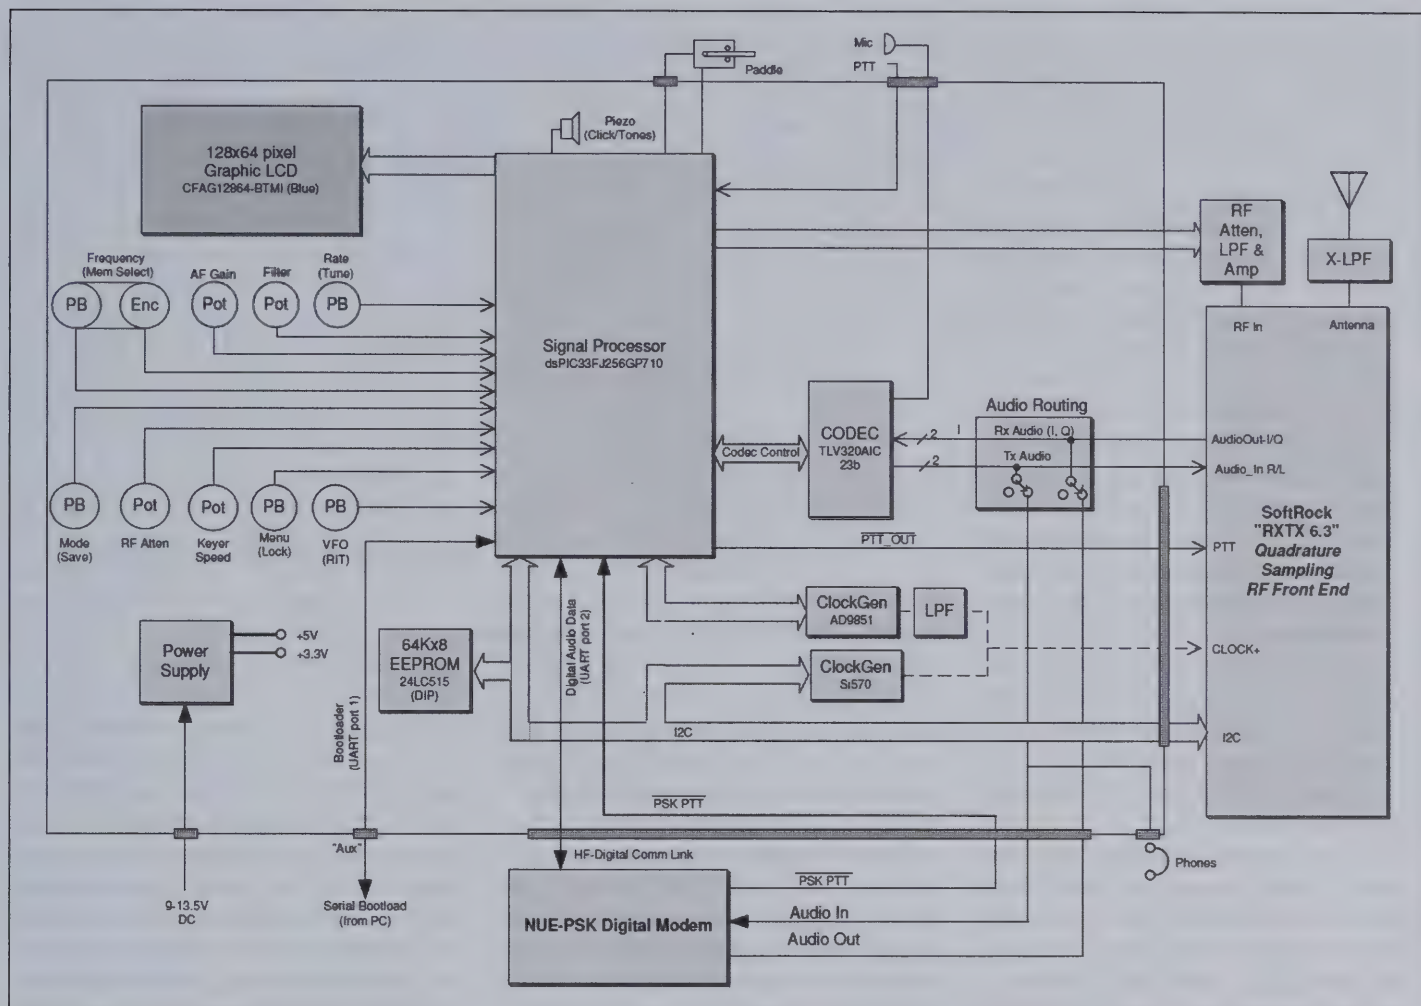 Mic
PTT
Paddle
Piezo
(Click/Tones)
128x64 pixel
Graphic LCD
CFAG12864-BTMI (Blue)
RF
Atten,
LPF &
Amp
X-LPF
Frequency
(Mem Select)
AF Gain
Filter
Rate
(Tune)
PB
Enc
Pot
Pot
PB
RF In
Antenna
Signal Processor
dsPIC33FJ256GP710
Audio Routing
CODEC
TLV320AIC
23b
Codec Control
2
I
Rx Audio (I, Q)
AudioOut-I/Q
2
Tx Audio
Audio_In R/L
PB
Pot
Pot
PB
PB
Mode
(Save)
RF Atten
Keyer
Speed
Menu
(Lock)
VFO
(RIT)
SoftRock
"RXTX 6.3"
Quadrature
Sampling
RF Front End
PTT_OUT
PTT
Power
Supply
+5V
+3.3V
64Kx8
EEPROM
24LC515
(DIP)
Digital Audio Data
(UART port 2)
ClockGen
AD9851
LPF
ClockGen
Si570
CLOCK+
Bootloader
(UART port 1)
I2C
I2C
PSK PTT
"Aux"
HF-Digital Comm Link
Phones
9-13.5V
DC
Serial Bootload
(from PC)
NUE-PSK Digital Modem
PSK PTT
Audio In
Audio Out